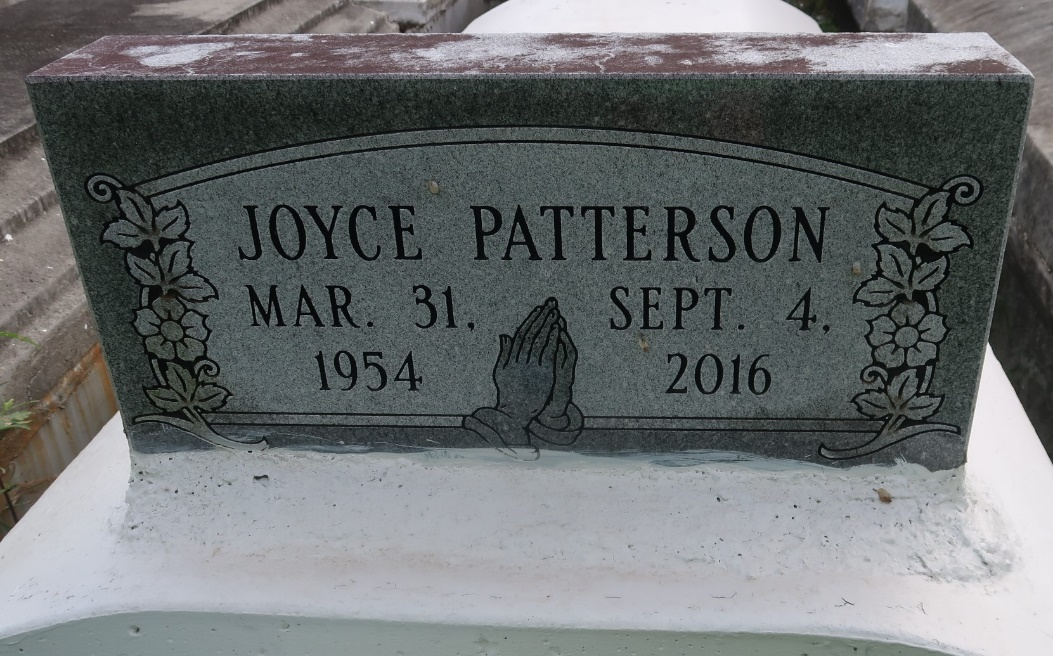 JOYCE PATTERSON
MAR. 31, SEPT. 4,
1954 2016